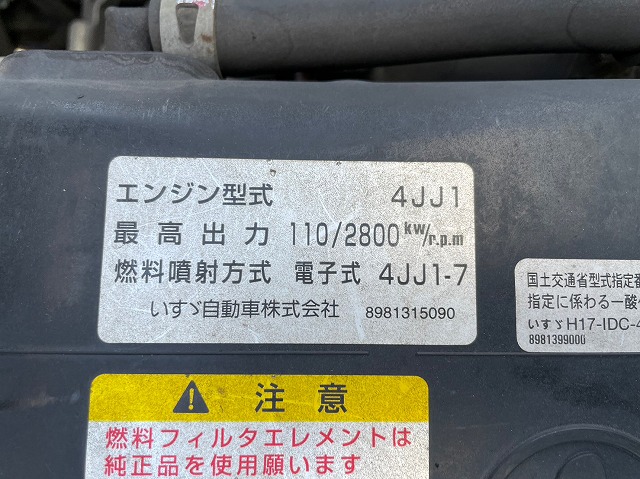 エンジン型式 4JJ1
最高出力 110/2800 kW/r.p.m
燃料噴射方式 電子式 4JJ1-7
いすゞ自動車株式会社 8981315090
国土交通省型式指定番
指定に係わる一酸化
いすゞH17-IDC-4
8981399000
⚠ 注意
燃料フィルタエレメントは
純正品を使用願います